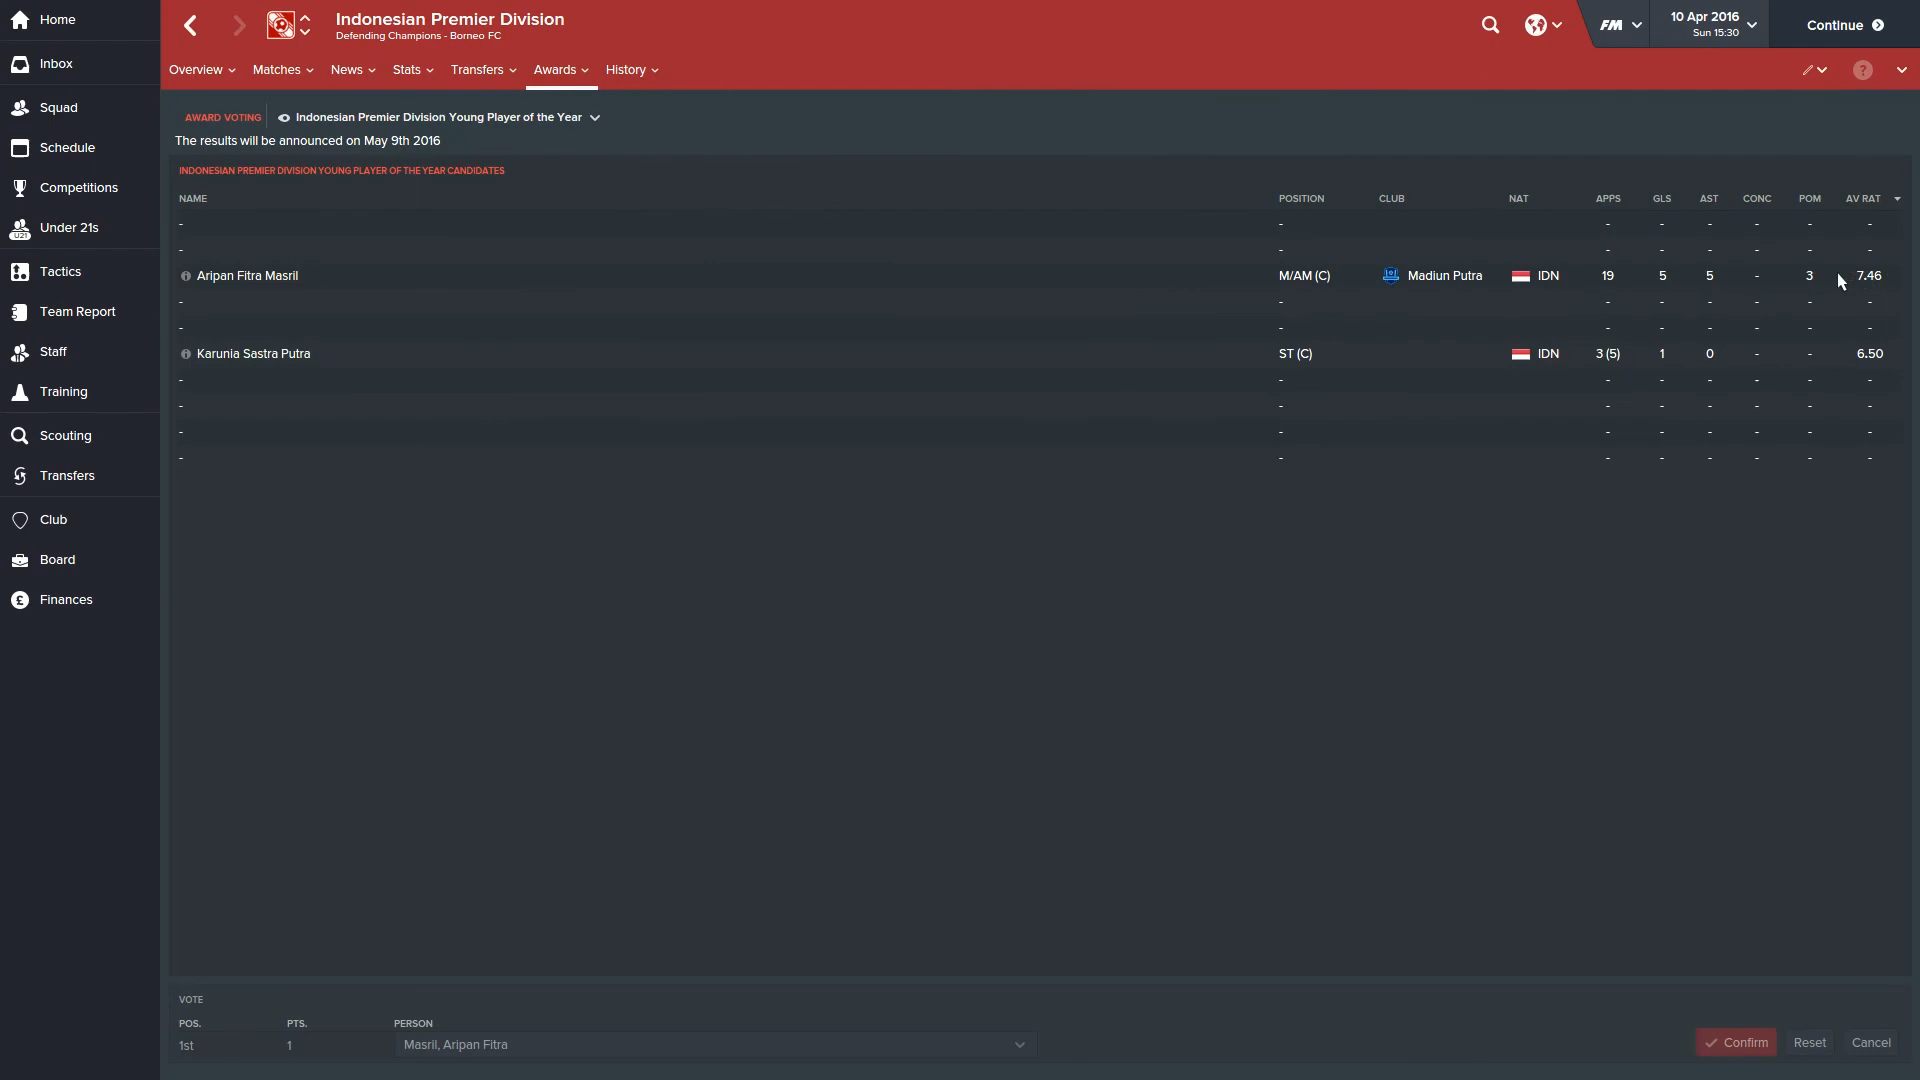 Home
Inbox
Squad
Schedule
Competitions
U21
Under 21s
Tactics
Team Report
Staff
Training
Scouting
Transfers
Club
Board
£
Finances
Indonesian Premier Division
Defending Champions - Borneo FC
FM
10 Apr 2016
Sun 15:30
Continue
Overview Matches News Stats Transfers Awards History
?
AWARD VOTING Indonesian Premier Division Young Player of the Year
The results will be announced on May 9th 2016
INDONESIAN PREMIER DIVISION YOUNG PLAYER OF THE YEAR CANDIDATES
NAME POSITION CLUB NAT APPS GLS AST CONC POM AV RAT
- - - - - - - -
- - - - - - - -
Aripan Fitra Masril M/AM (C) Madiun Putra IDN 19 5 5 - 3 7.46
- - - - - - - -
- - - - - - - -
Karunia Sastra Putra ST (C) IDN 3 (5) 1 0 - - 6.50
- - - - - - - -
- - - - - - - -
- - - - - - - -
- - - - - - - -
VOTE
POS. PTS. PERSON
1st 1 Masril, Aripan Fitra
Confirm Reset Cancel